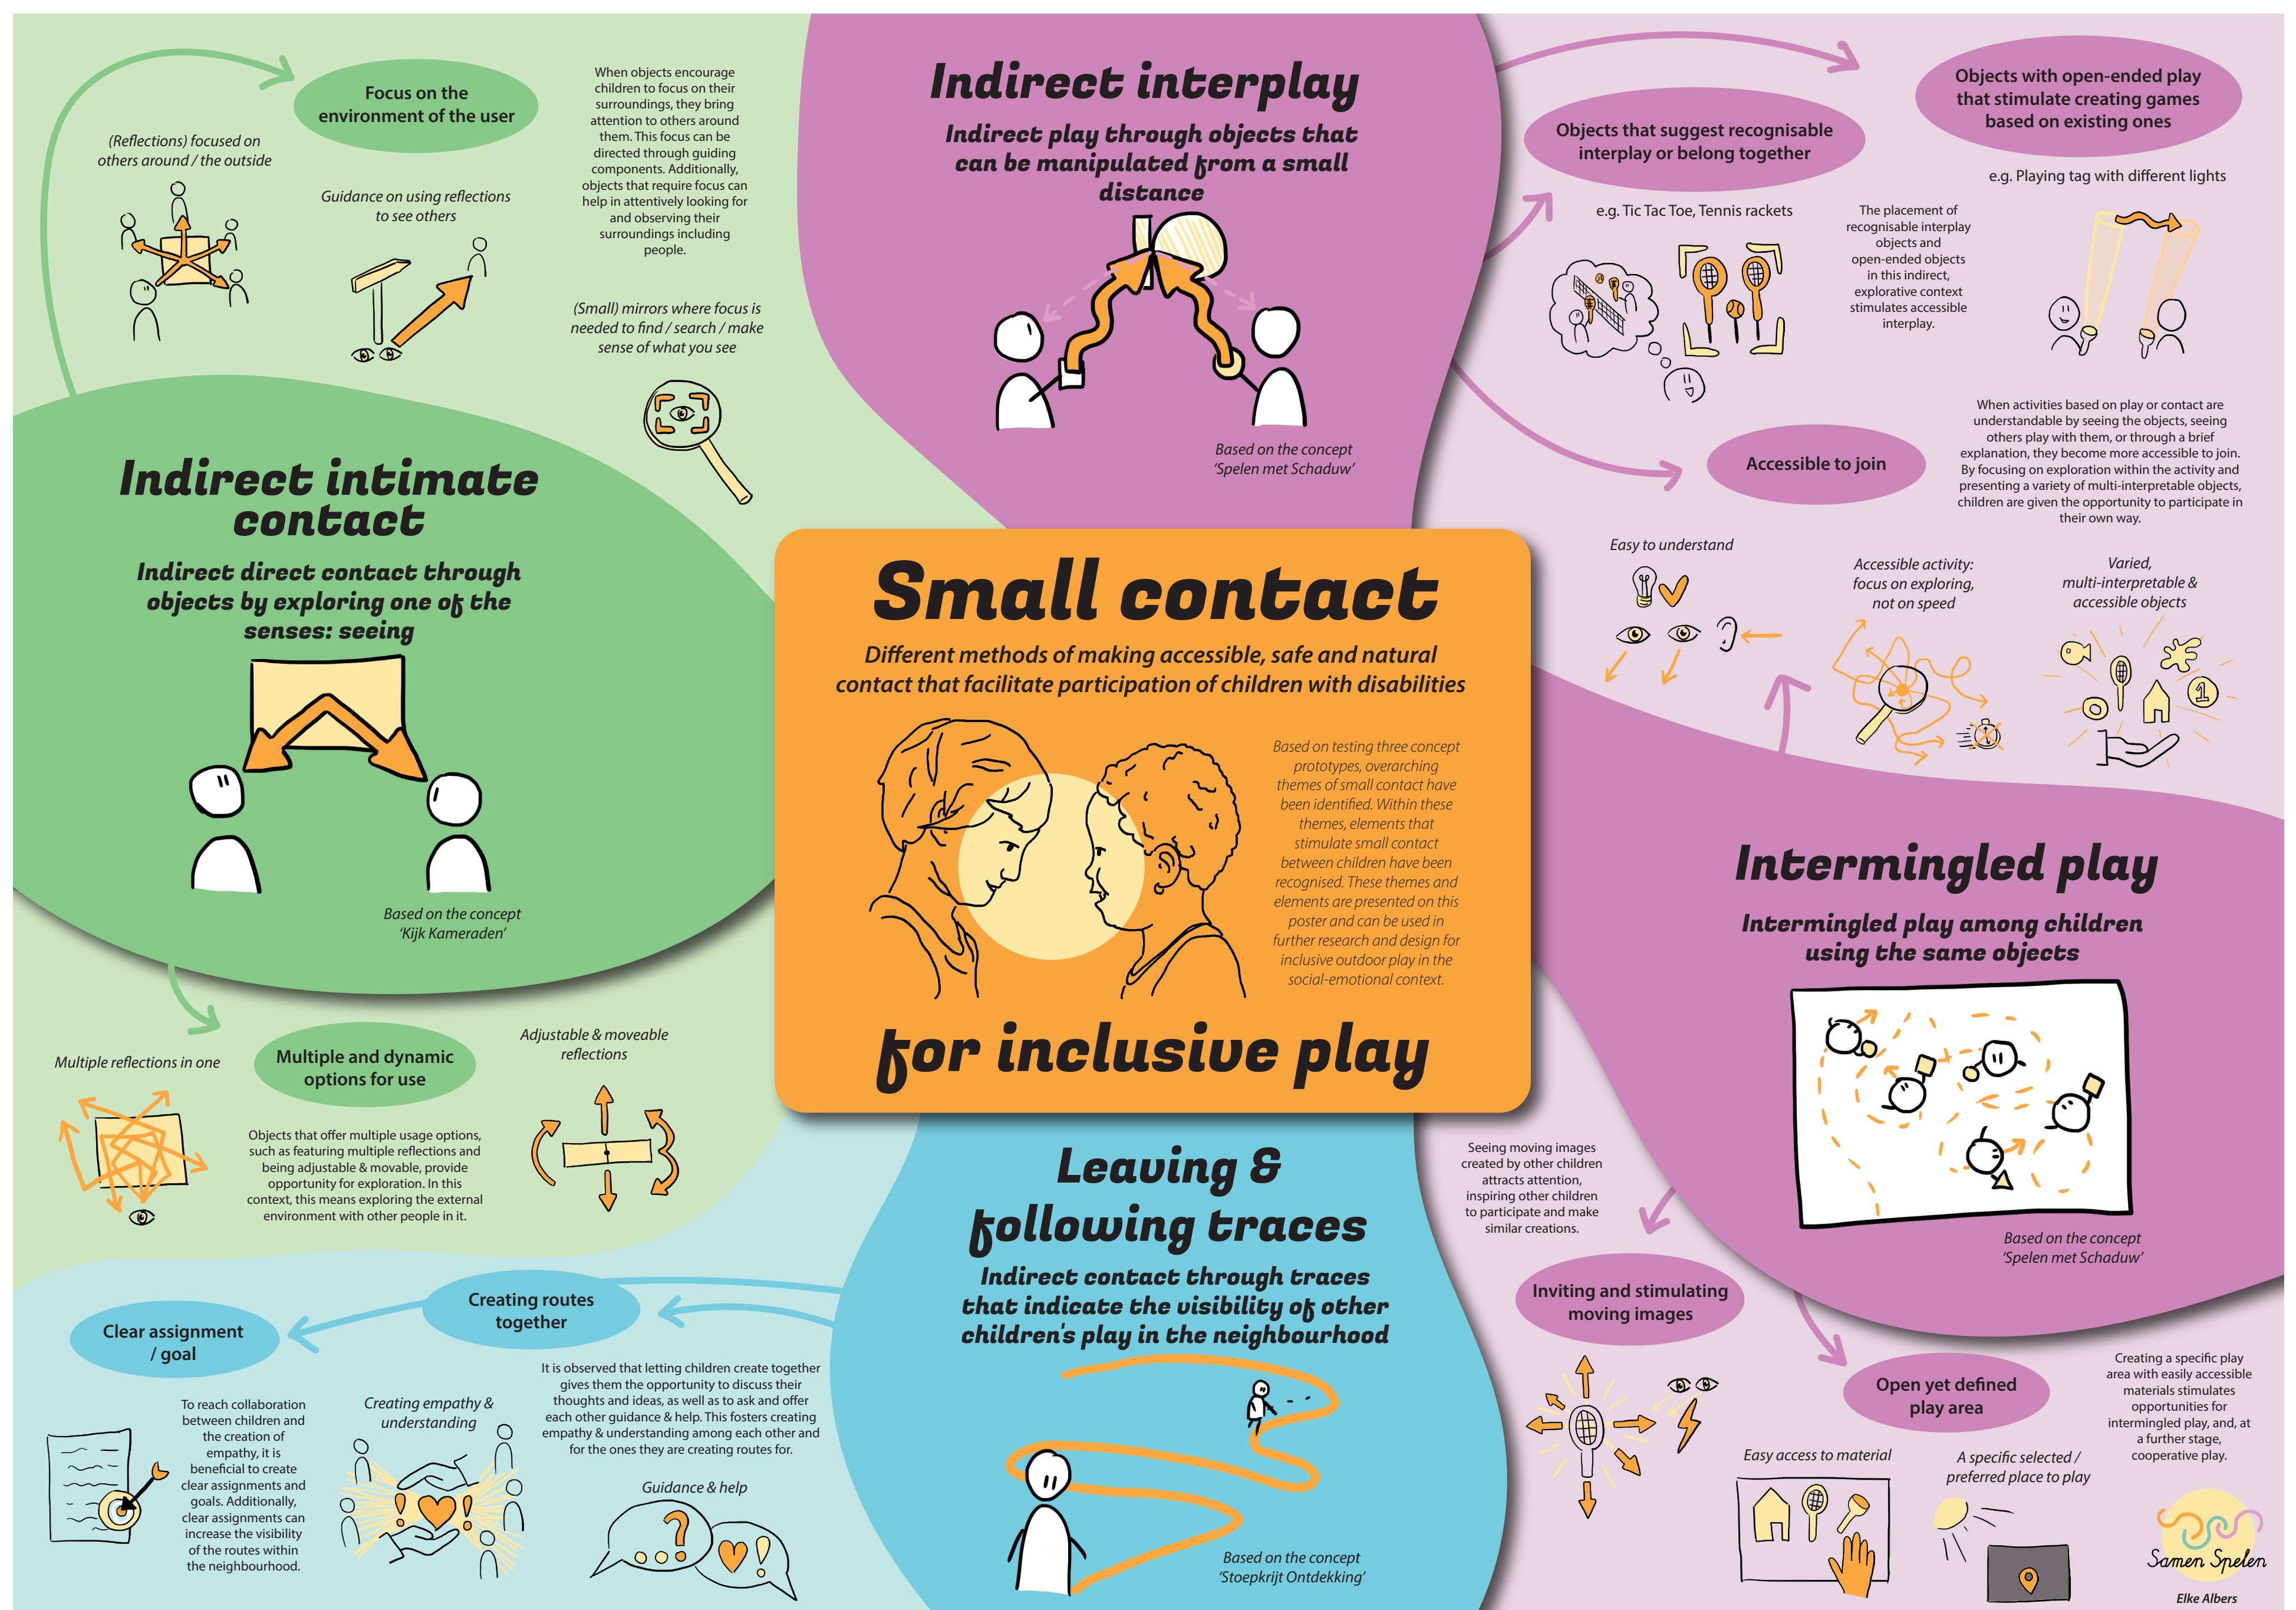 Small contact
Different methods of making accessible, safe and natural
contact that facilitate participation of children with disabilities
Based on testing three concept
prototypes, overarching
themes of small contact have
been identified. Within these
themes, elements that
stimulate small contact
between children have been
recognised. These themes and
elements are presented on this
poster and can be used in
further research and design for
inclusive outdoor play in the
social-emotional context.
for inclusive play
Indirect intimate
contact
Indirect direct contact through
objects by exploring one of the
senses: seeing
Based on the concept
‘Kijk Kameraden’
Focus on the
environment of the user
(Reflections) focused on
others around / the outside
Guidance on using reflections
to see others
When objects encourage
children to focus on their
surroundings, they bring
attention to others around
them. This focus can be
directed through guiding
components. Additionally,
objects that require focus can
help in attentively looking for
and observing their
surroundings including
people.
(Small) mirrors where focus is
needed to find / search / make
sense of what you see
Multiple reflections in one
Multiple and dynamic
options for use
Adjustable & moveable
reflections
Objects that offer multiple usage options,
such as featuring multiple reflections and
being adjustable & movable, provide
opportunity for exploration. In this
context, this means exploring the external
environment with other people in it.
Indirect interplay
Indirect play through objects that
can be manipulated from a small
distance
Based on the concept
‘Spelen met Schaduw’
Objects that suggest recognisable
interplay or belong together
e.g. Tic Tac Toe, Tennis rackets
The placement of
recognisable interplay
objects and
open-ended objects
in this indirect,
explorative context
stimulates accessible
interplay.
Objects with open-ended play
that stimulate creating games
based on existing ones
e.g. Playing tag with different lights
Accessible to join
When activities based on play or contact are
understandable by seeing the objects, seeing
others play with them, or through a brief
explanation, they become more accessible to join.
By focusing on exploration within the activity and
presenting a variety of multi-interpretable objects,
children are given the opportunity to participate in
their own way.
Easy to understand
Accessible activity:
focus on exploring,
not on speed
Varied,
multi-interpretable &
accessible objects
1
Intermingled play
Intermingled play among children
using the same objects
Based on the concept
‘Spelen met Schaduw’
Seeing moving images
created by other children
attracts attention,
inspiring other children
to participate and make
similar creations.
Inviting and stimulating
moving images
Open yet defined
play area
Creating a specific play
area with easily accessible
materials stimulates
opportunities for
intermingled play, and, at
a further stage,
cooperative play.
Easy access to material
A specific selected /
preferred place to play
Leaving &
following traces
Indirect contact through traces
that indicate the visibility of other
children's play in the neighbourhood
Based on the concept
‘Stoepkrijt Ontdekking’
Creating routes
together
Clear assignment
/ goal
To reach collaboration
between children and
the creation of
empathy, it is
beneficial to create
clear assignments and
goals. Additionally,
clear assignments can
increase the visibility
of the routes within
the neighbourhood.
Creating empathy &
understanding
! !
It is observed that letting children create together
gives them the opportunity to discuss their
thoughts and ideas, as well as to ask and offer
each other guidance & help. This fosters creating
empathy & understanding among each other and
for the ones they are creating routes for.
Guidance & help
...? !
Samen Spelen
Elke Albers